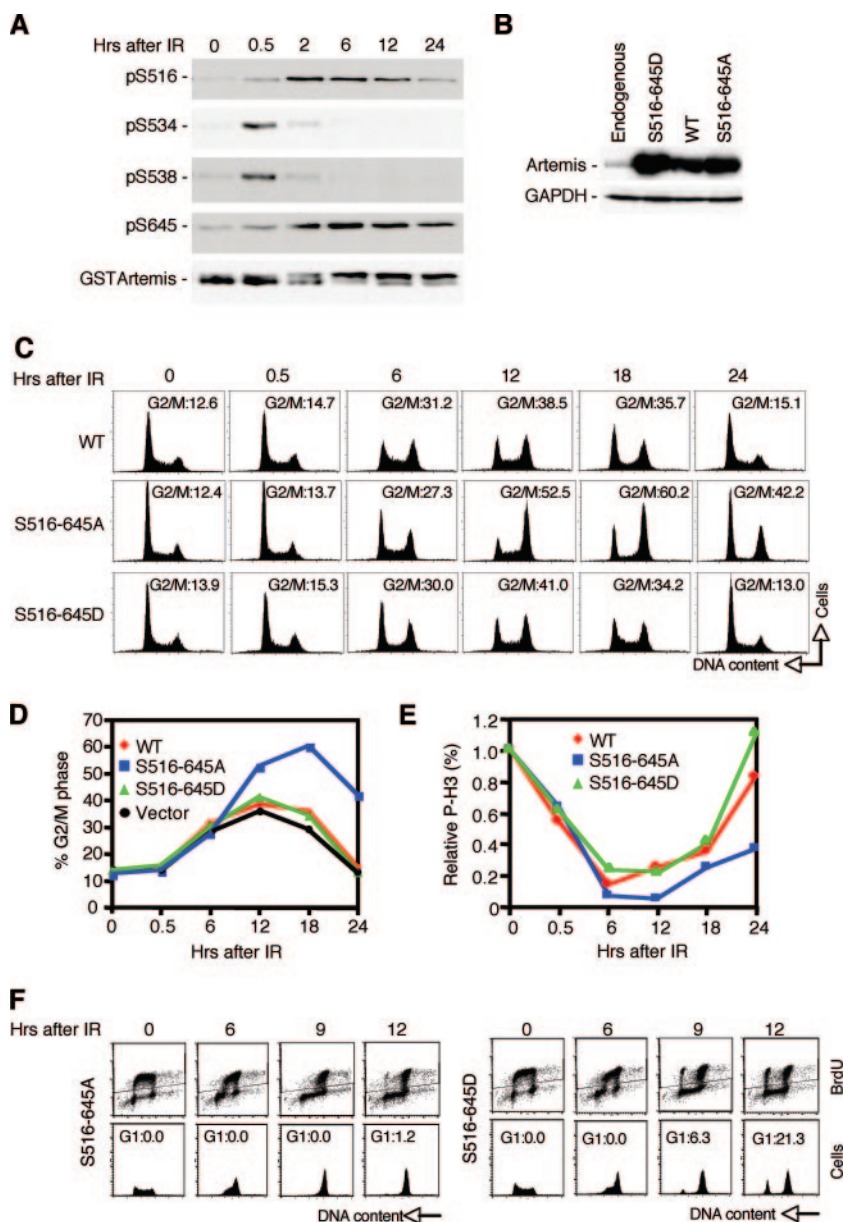 A
Hrs after IR 0 0.5 2 6 12 24
pS516 -
pS534 -
pS538 -
pS645 -
GSTArtemis -
B
Endogenous
S516-645D
WT
S516-645A
Artemis -
GAPDH -
C
Hrs after IR 0 0.5 6 12 18 24
WT
G2/M:12.6 G2/M:14.7 G2/M:31.2 G2/M:38.5 G2/M:35.7 G2/M:15.1
S516-645A
G2/M:12.4 G2/M:13.7 G2/M:27.3 G2/M:52.5 G2/M:60.2 G2/M:42.2
S516-645D
G2/M:13.9 G2/M:15.3 G2/M:30.0 G2/M:41.0 G2/M:34.2 G2/M:13.0
Cells
DNA content
D
% G2/M phase
70
60
50
40
30
20
10
0
WT
S516-645A
S516-645D
Vector
0 0.5 6 12 18 24
Hrs after IR
E
Relative P-H3 (%)
1.2
1.0
0.8
0.6
0.4
0.2
0
WT
S516-645A
S516-645D
0 0.5 6 12 18 24
Hrs after IR
F
Hrs after IR 0 6 9 12
S516-645A
G1:0.0 G1:0.0 G1:0.0 G1:1.2
DNA content
0 6 9 12
S516-645D
BrdU
G1:0.0 G1:0.0 G1:6.3 G1:21.3
Cells
DNA content